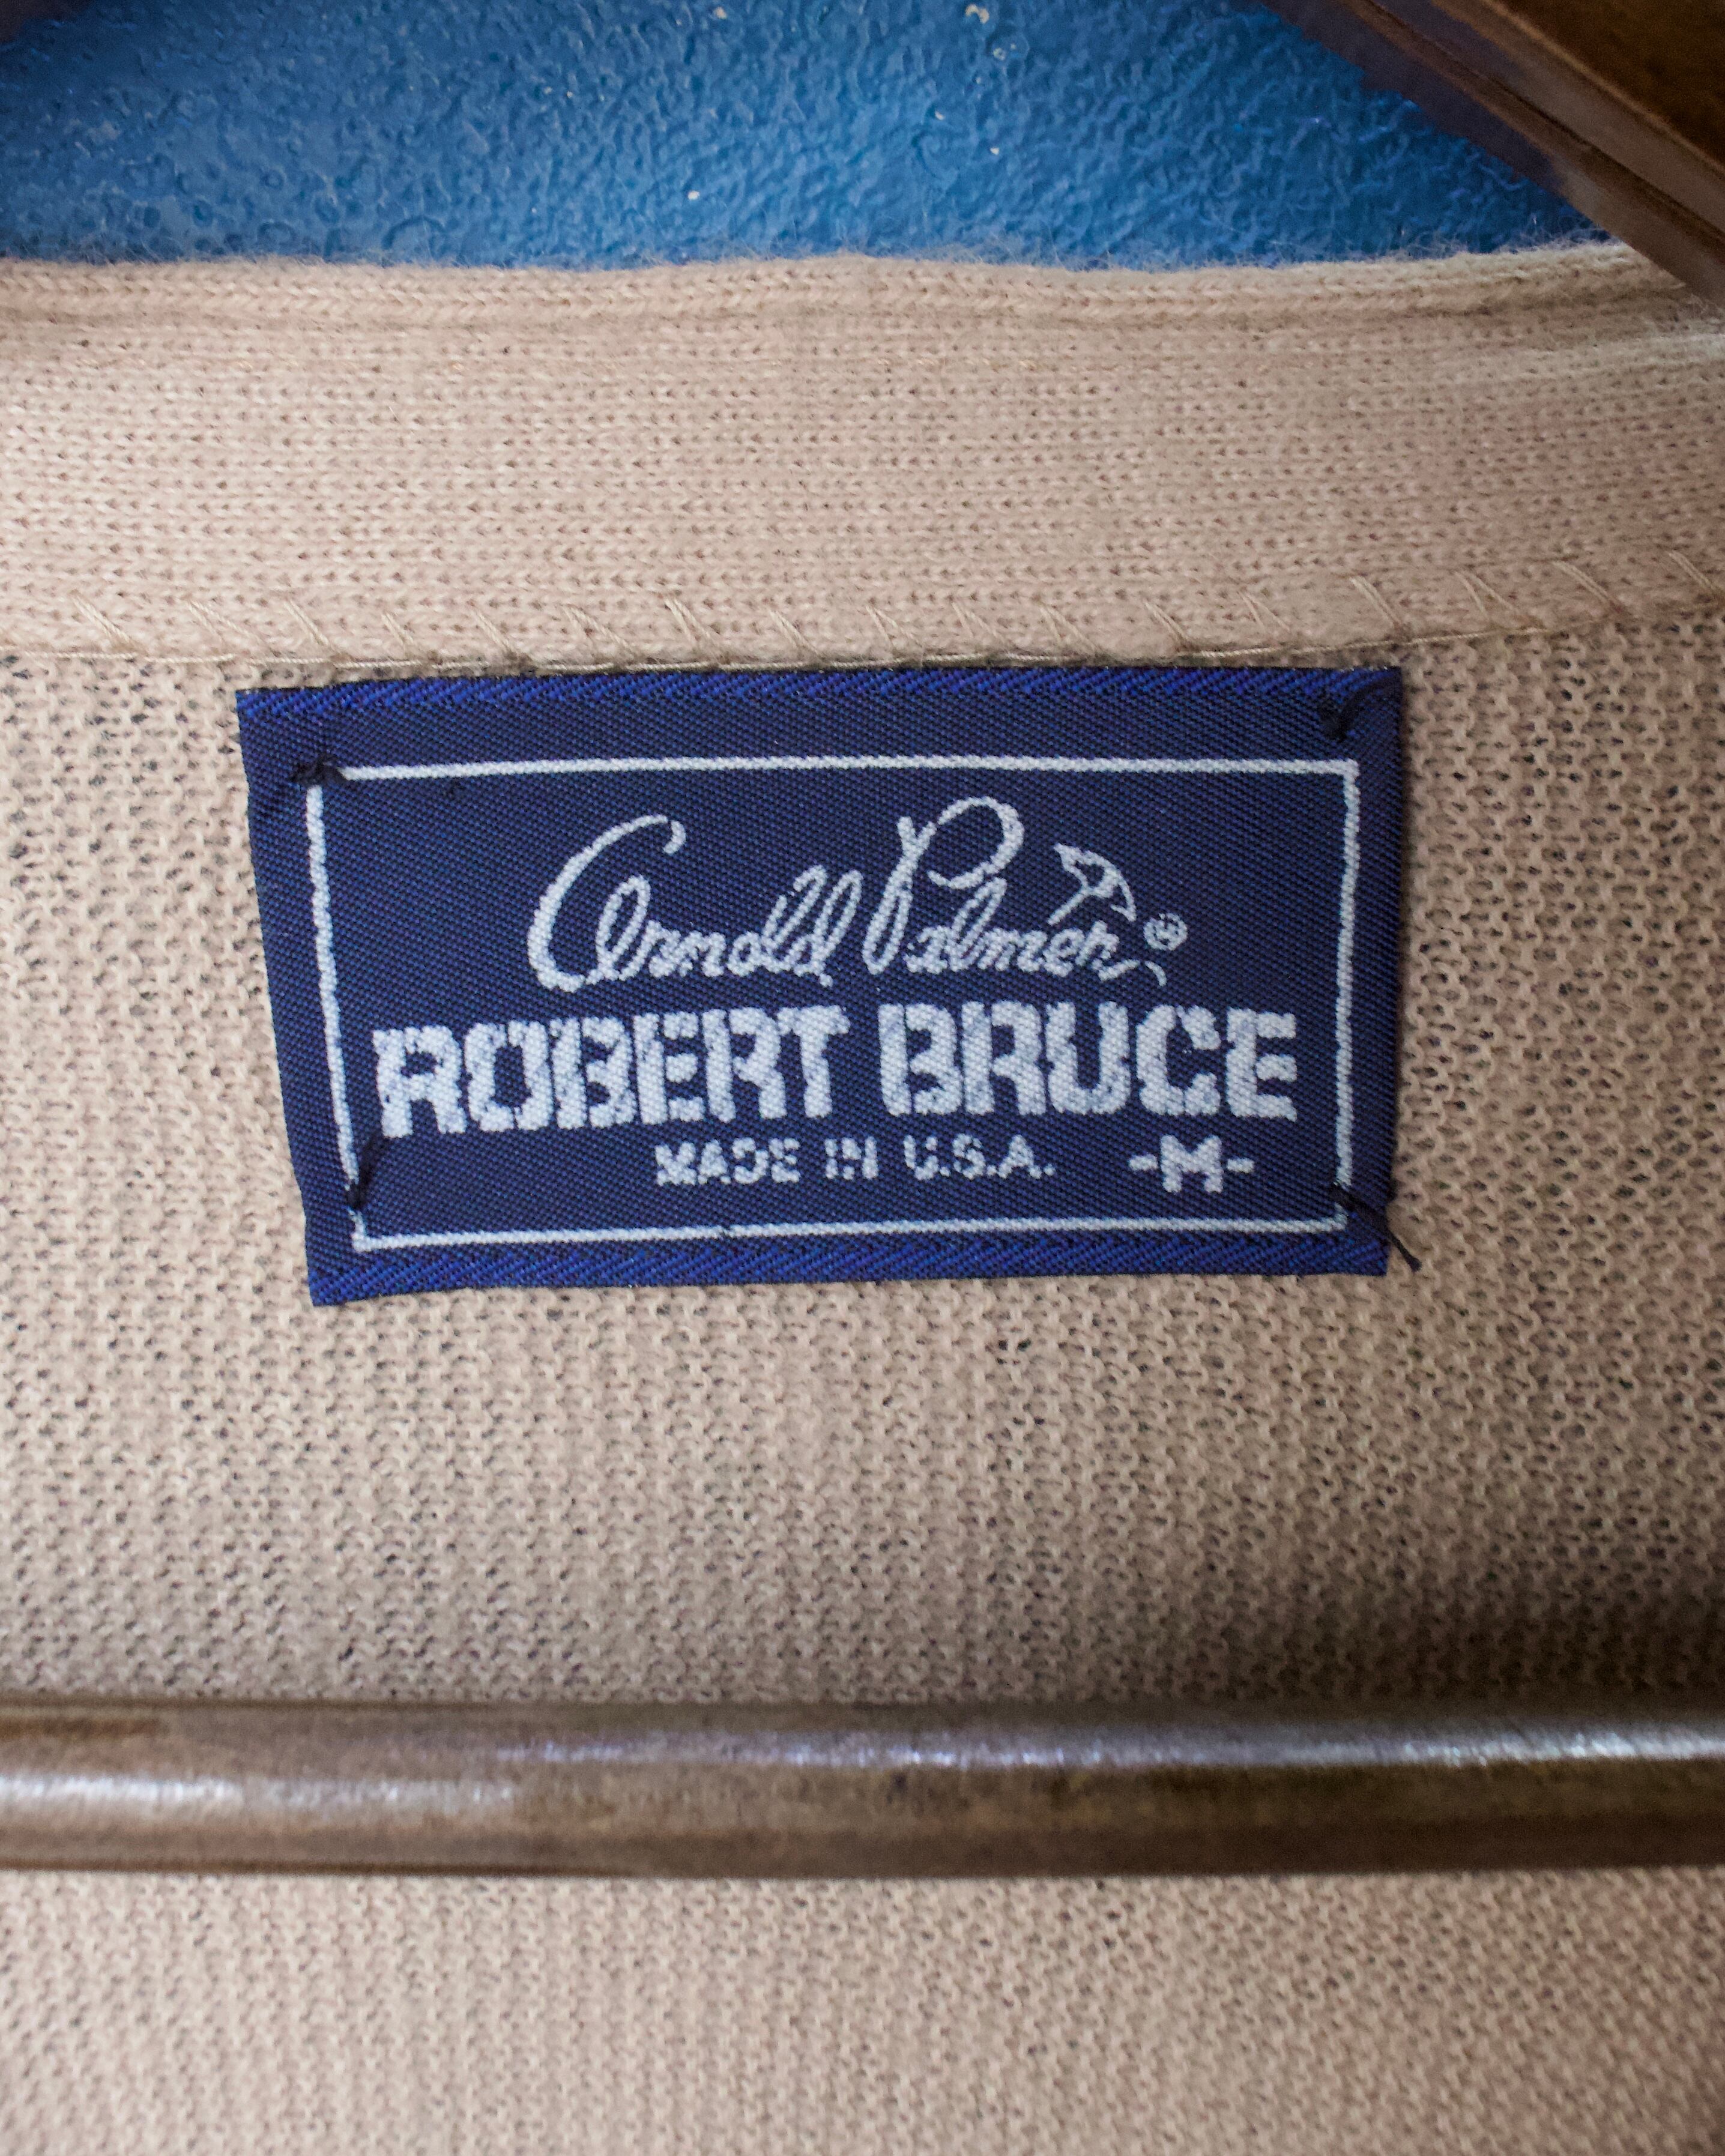 Arnold Palmer ®
ROBERT BRUCE
MADE IN U.S.A. -M-